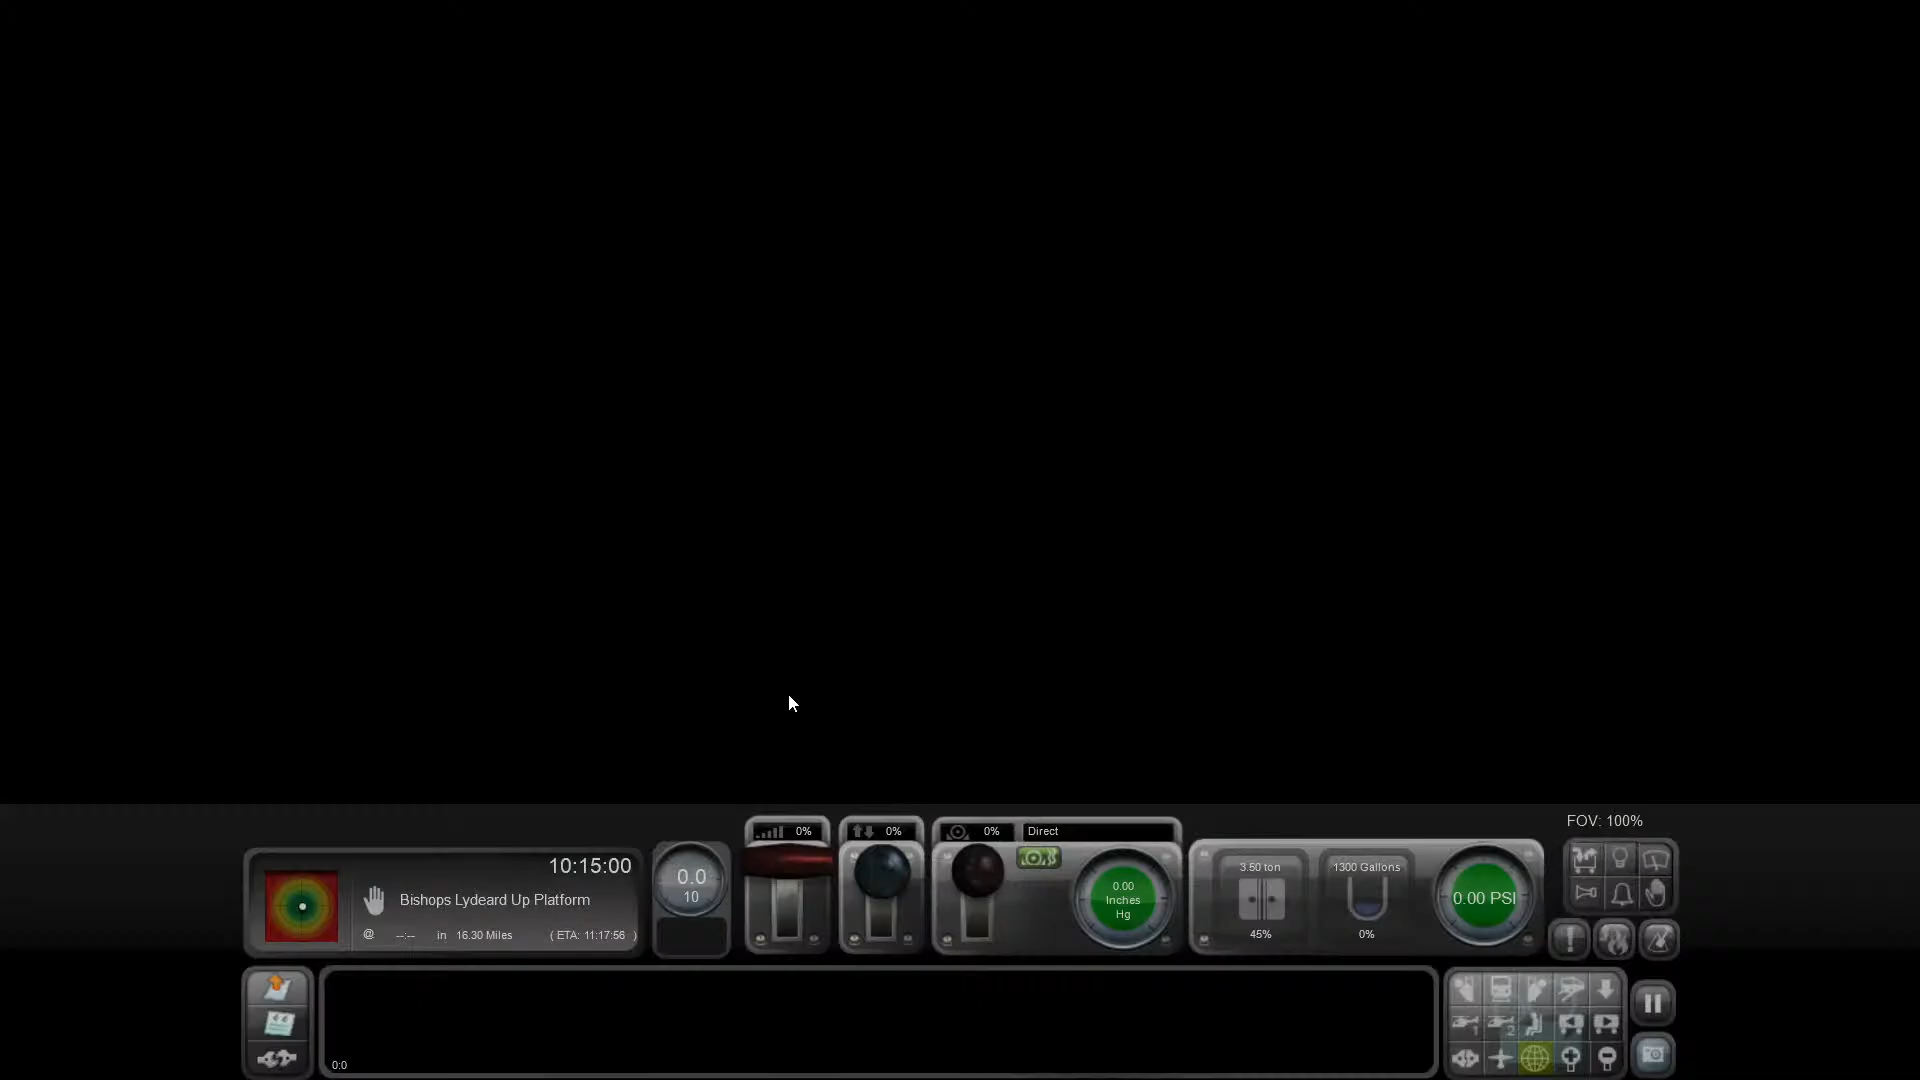 FOV: 100%
0%
0%
0%
Direct
10:15:00
Bishops Lydeard Up Platform
@ --:-- in 16.30 Miles ( ETA: 11:17:56 )
0.0
10
0.00
Inches
Hg
3.50 ton
45%
1300 Gallons
0%
0.00 PSI
1
2
0:0